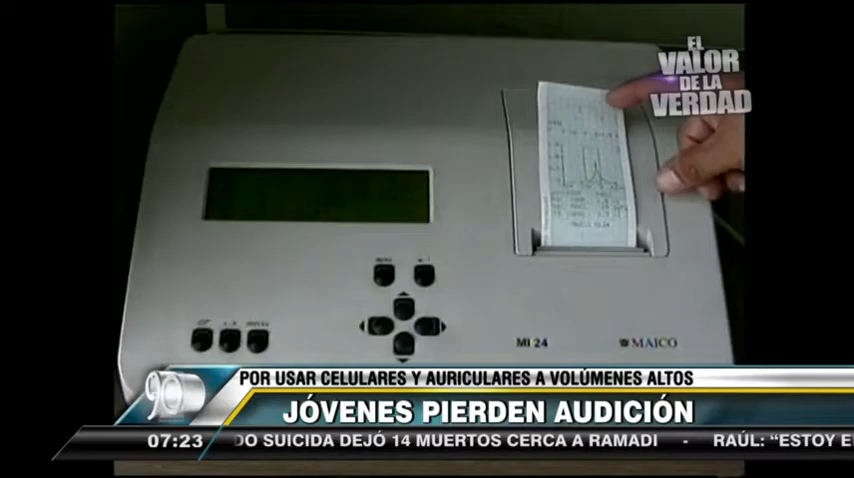 EL
VALOR
DE LA
VERDAD
MI 24
MAICO
90
POR USAR CELULARES Y AURICULARES A VOLÚMENES ALTOS
JÓVENES PIERDEN AUDICIÓN
07:23
DO SUICIDA DEJÓ 14 MUERTOS CERCA A RAMADI - RAÚL: “ESTOY E